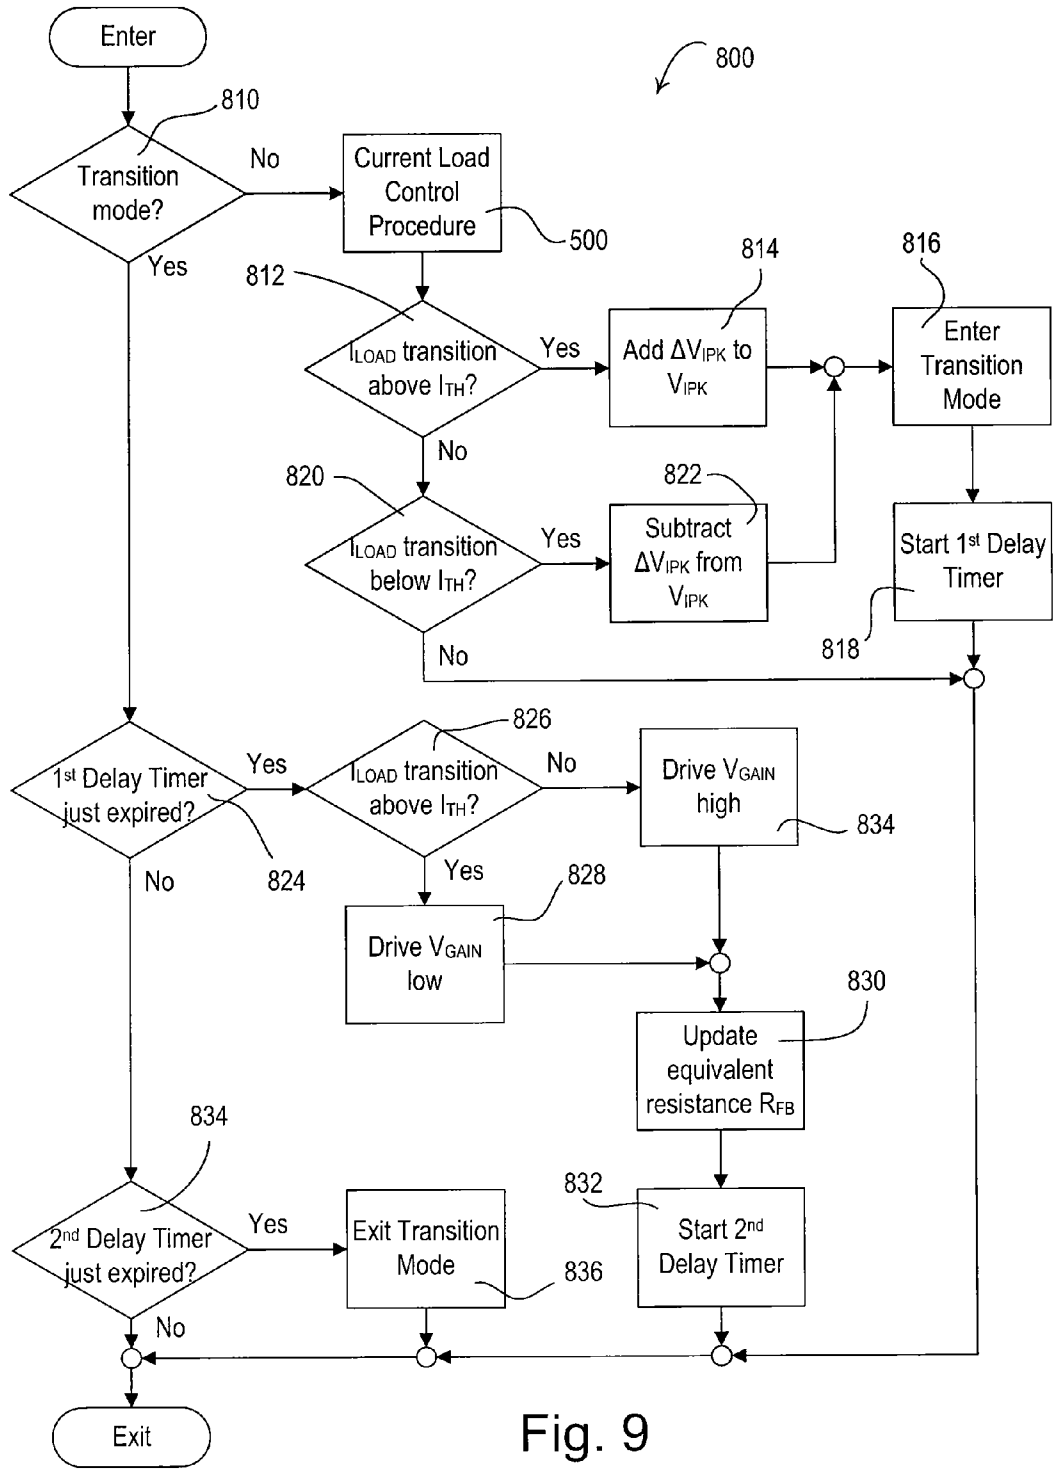 Enter
800
810
Transition
mode?
No
Yes
Current Load
Control
Procedure
500
812
ILOAD transition
above ITH?
Yes
No
814
Add ΔVIPK to
VIPK
816
Enter
Transition
Mode
820
ILOAD transition
below ITH?
Yes
No
822
Subtract
ΔVIPK from
VIPK
Start 1st Delay
Timer
818
1st Delay Timer
just expired?
824
Yes
No
826
ILOAD transition
above ITH?
No
Yes
Drive VGAIN
high
834
828
Drive VGAIN
low
830
Update
equivalent
resistance RFB
832
Start 2nd
Delay Timer
834
2nd Delay Timer
just expired?
Yes
No
Exit Transition
Mode
836
Exit
Fig. 9